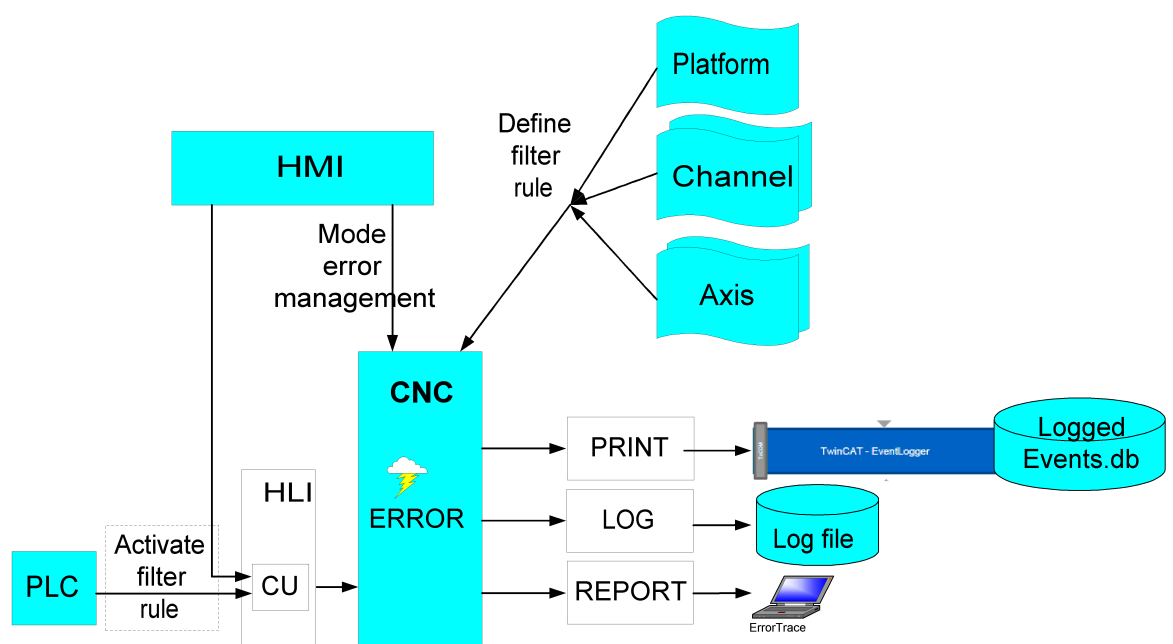 Platform
Define
filter
rule
Channel
HMI
Mode
error
management
Axis
CNC
ERROR
PRINT
TwinCAT - EventLogger
Logged
Events.db
HLI
LOG
Log file
Activate
filter
rule
PLC
CU
REPORT
ErrorTrace